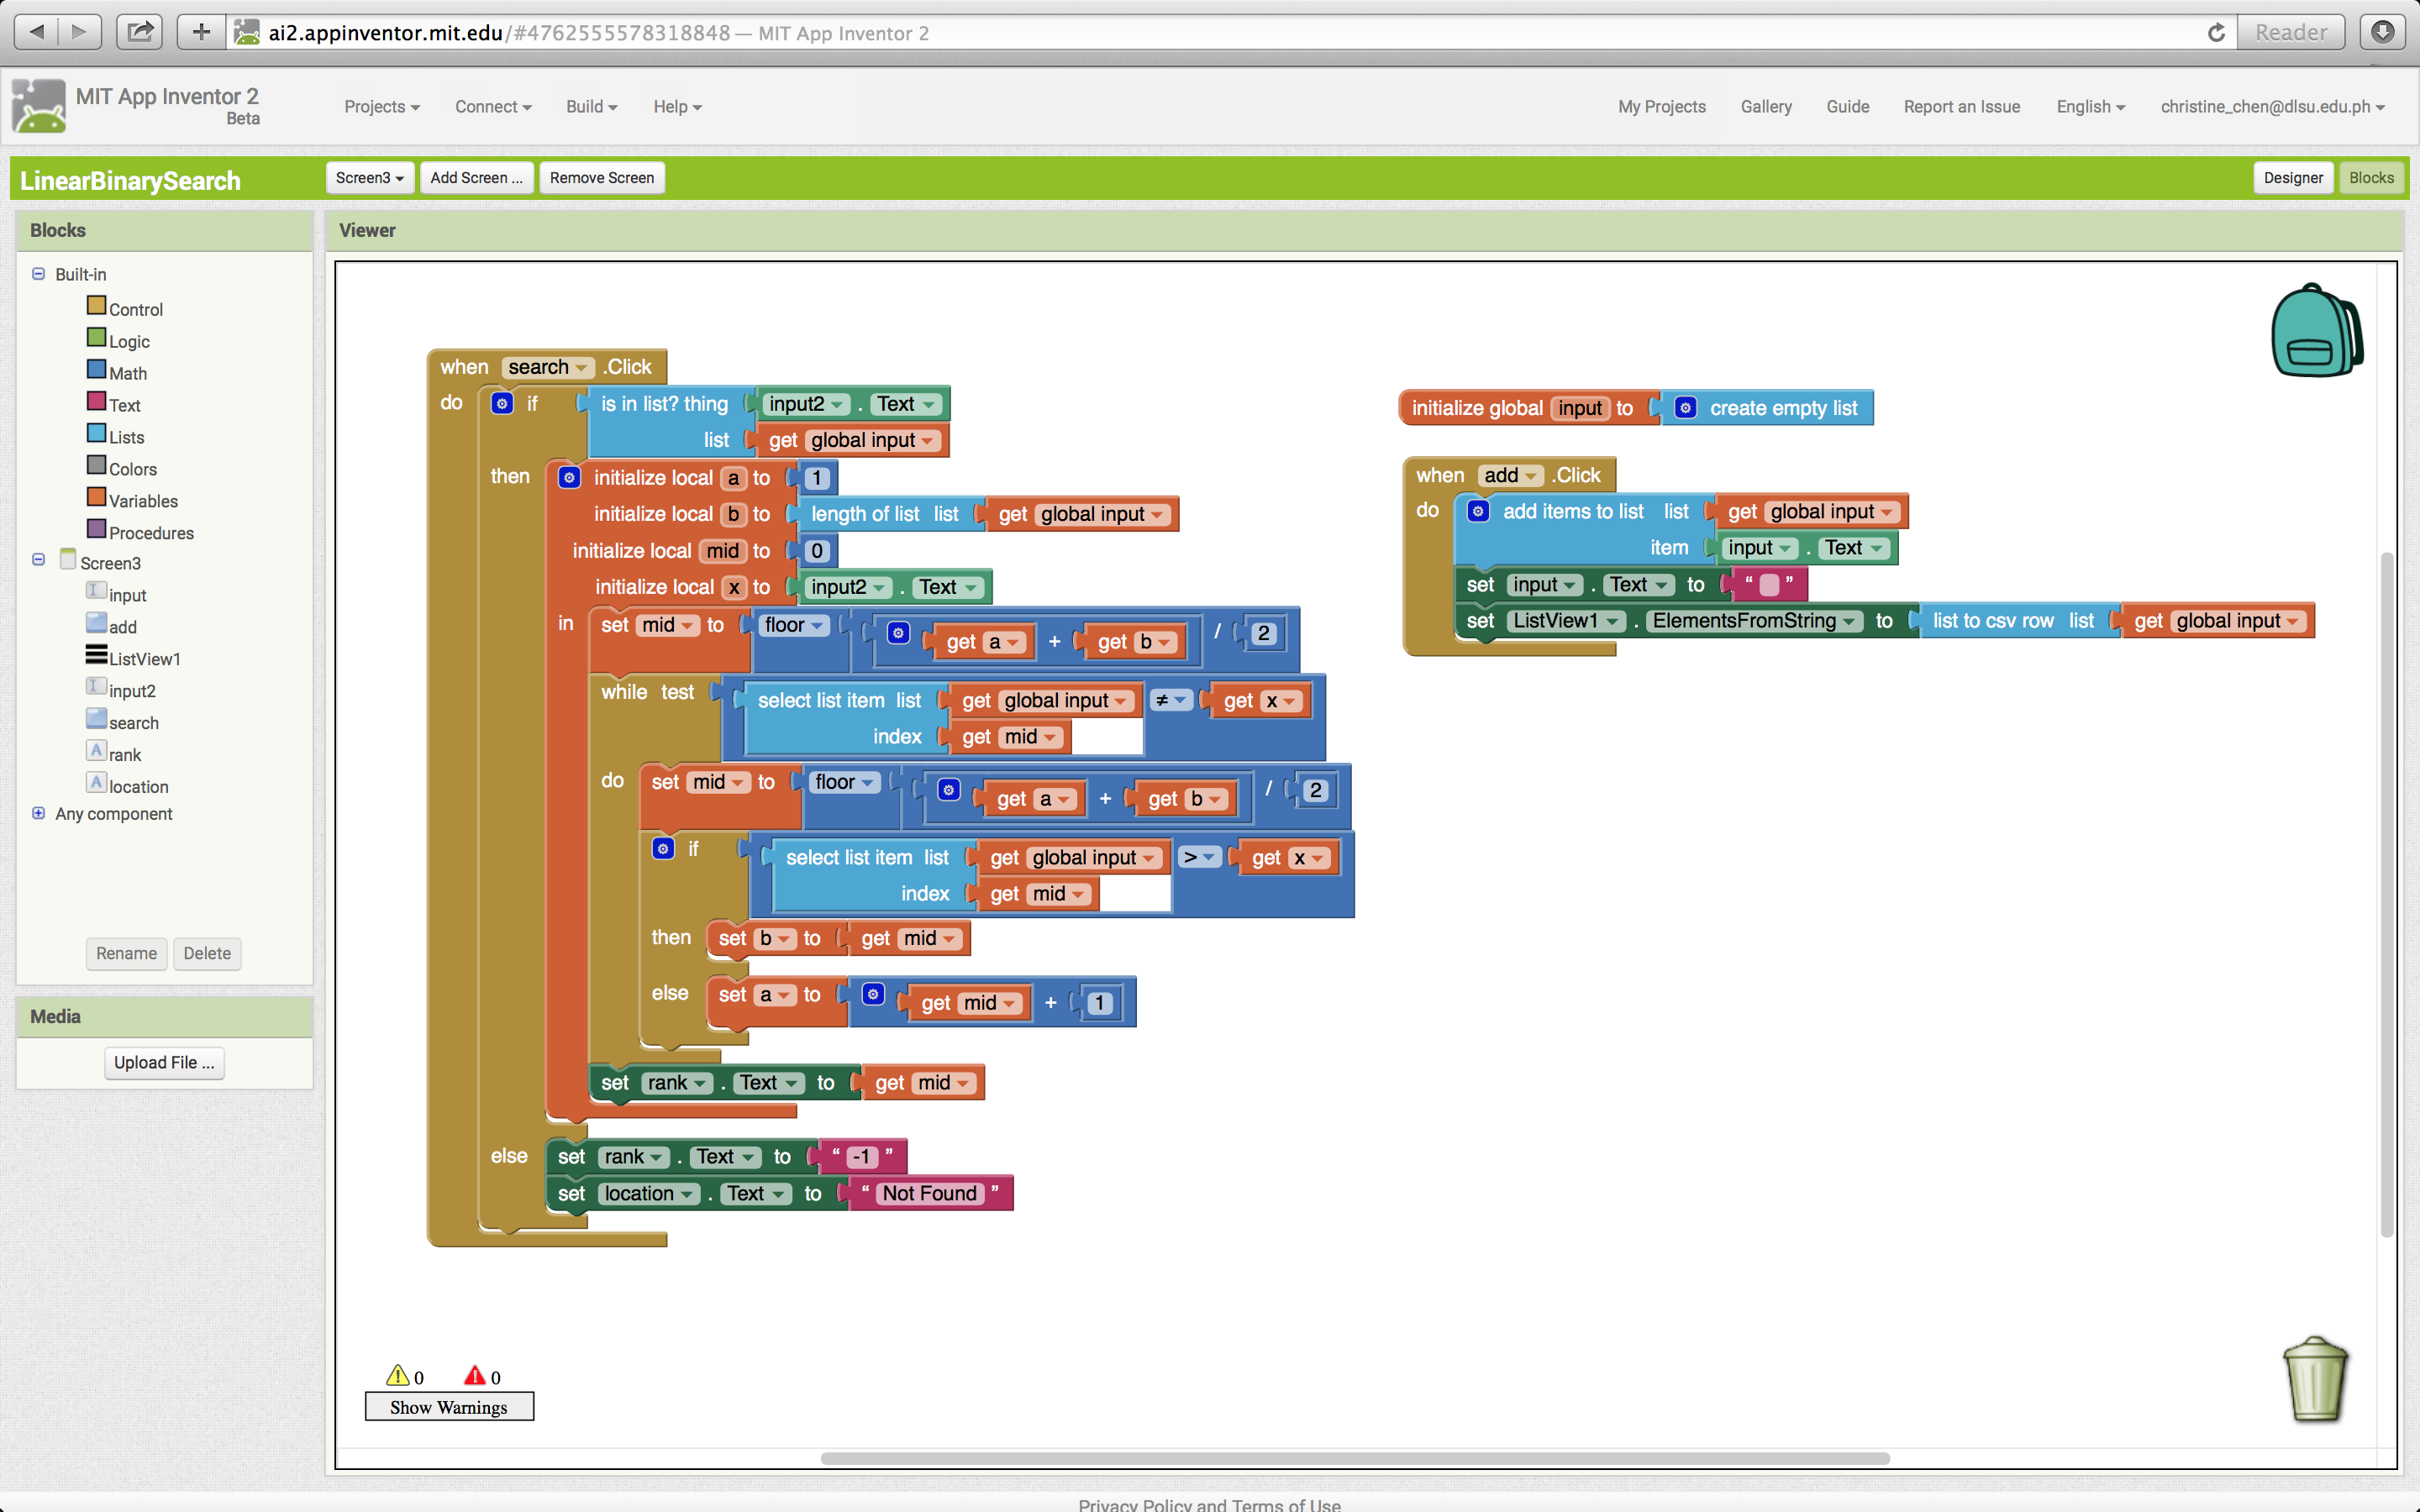 ai2.appinventor.mit.edu/#4762555578318848 — MIT App Inventor 2
Reader
MIT App Inventor 2
Beta
Projects Connect Build Help
My Projects Gallery Guide Report an Issue English christine_chen@dlsu.edu.ph
LinearBinarySearch
Screen3 Add Screen ... Remove Screen
Designer Blocks
Blocks
Built-in
Control
Logic
Math
Text
Lists
Colors
Variables
Procedures
Screen3
input
add
ListView1
input2
search
rank
location
Any component
Rename Delete
Media
Upload File ...
Viewer
when search .Click
do if is in list? thing input2 . Text
list get global input
then initialize local a to 1
initialize local b to length of list list get global input
initialize local mid to 0
initialize local x to input2 . Text
in set mid to floor get a + get b / 2
while test select list item list get global input ≠ get x
index get mid
do set mid to floor get a + get b / 2
if select list item list get global input > get x
index get mid
then set b to get mid
else set a to get mid + 1
set rank . Text to get mid
else set rank . Text to “ -1 ”
set location . Text to “ Not Found ”
initialize global input to create empty list
when add .Click
do add items to list list get global input
item input . Text
set input . Text to “ ”
set ListView1 . ElementsFromString to list to csv row list get global input
0 0
Show Warnings
Privacy Policy and Terms of Use